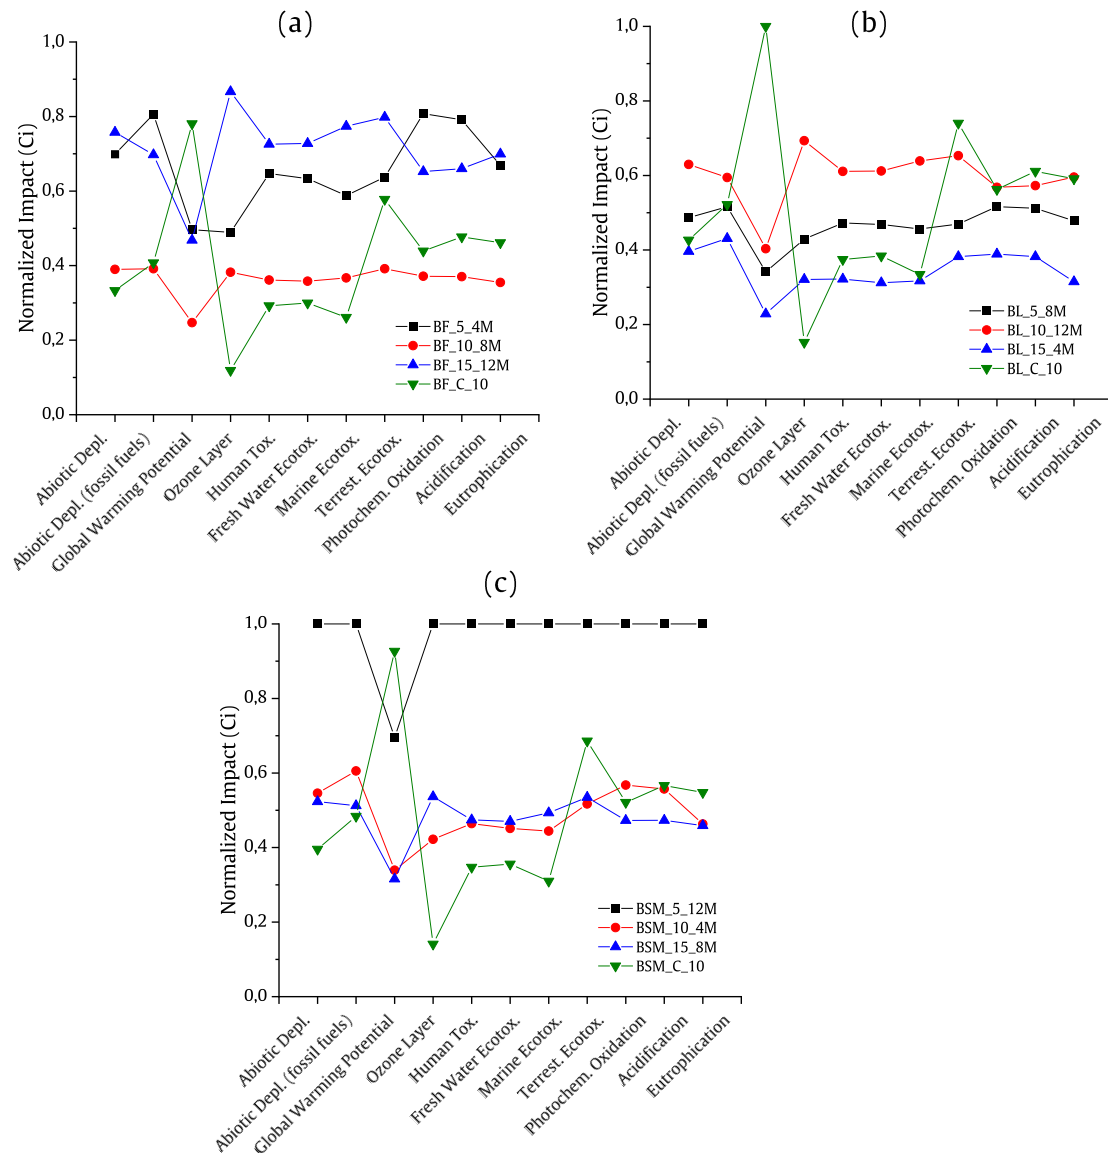 (a)
Normalized Impact (Ci)
1,0
0,8
0,6
0,4
0,2
0,0
BF_5_4M
BF_10_8M
BF_15_12M
BF_C_10
Abiotic Depl.
Abiotic Depl. (fossil fuels)
Global Warming Potential
Ozone Layer
Human Tox.
Fresh Water Ecotox.
Marine Ecotox.
Terrest. Ecotox.
Photochem. Oxidation
Acidification
Eutrophication
(b)
Normalized Impact (Ci)
1,0
0,8
0,6
0,4
0,2
0,0
BL_5_8M
BL_10_12M
BL_15_4M
BL_C_10
Abiotic Depl.
Abiotic Depl. (fossil fuels)
Global Warming Potential
Ozone Layer
Human Tox.
Fresh Water Ecotox.
Marine Ecotox.
Terrest. Ecotox.
Photochem. Oxidation
Acidification
Eutrophication
(c)
Normalized Impact (Ci)
1,0
0,8
0,6
0,4
0,2
0,0
BSM_5_12M
BSM_10_4M
BSM_15_8M
BSM_C_10
Abiotic Depl.
Abiotic Depl. (fossil fuels)
Global Warming Potential
Ozone Layer
Human Tox.
Fresh Water Ecotox.
Marine Ecotox.
Terrest. Ecotox.
Photochem. Oxidation
Acidification
Eutrophication